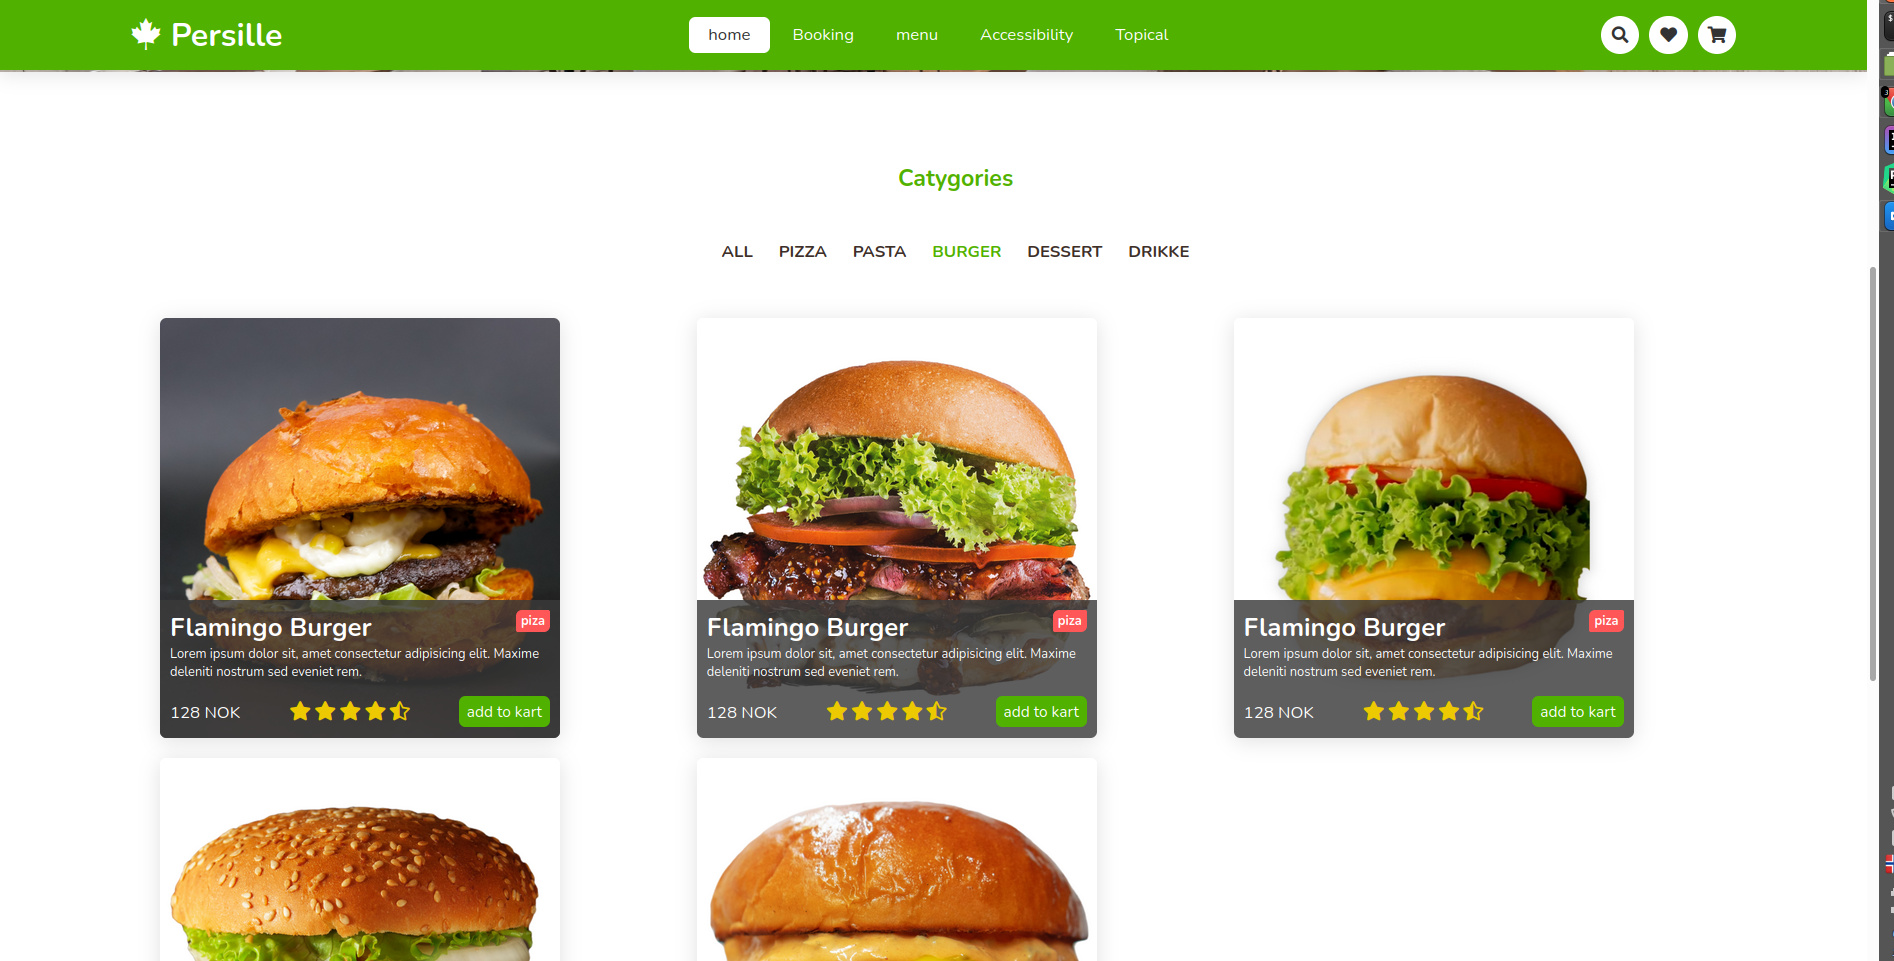 Persille
home Booking menu Accessibility Topical
Catygories
ALL PIZZA PASTA BURGER DESSERT DRIKKE
Flamingo Burger piza
Lorem ipsum dolor sit, amet consectetur adipisicing elit. Maxime
deleniti nostrum sed eveniet rem.
128 NOK add to kart
Flamingo Burger piza
Lorem ipsum dolor sit, amet consectetur adipisicing elit. Maxime
deleniti nostrum sed eveniet rem.
128 NOK add to kart
Flamingo Burger piza
Lorem ipsum dolor sit, amet consectetur adipisicing elit. Maxime
deleniti nostrum sed eveniet rem.
128 NOK add to kart